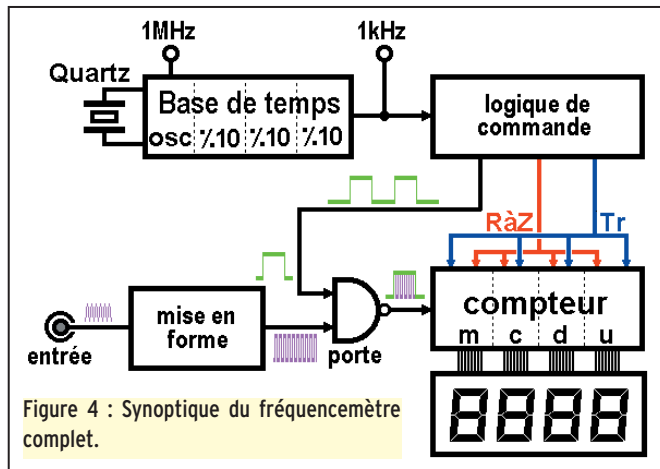 1MHz
1kHz
Quartz
Base de temps
osc ٪10 ٪10 ٪10
logique de
commande
RàZ
Tr
entrée
mise en
forme
porte
compteur
m c d u
8888
Figure 4 : Synoptique du fréquencemètre
complet.